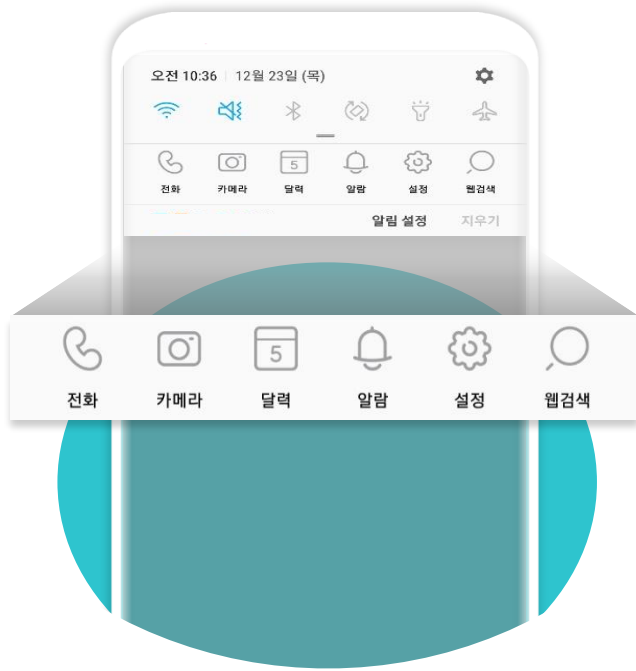 오전 10:36 | 12월 23일 (목)
5
전화 카메라 달력 알람 설정 웹검색
알림 설정 지우기
5
전화 카메라 달력 알람 설정 웹검색